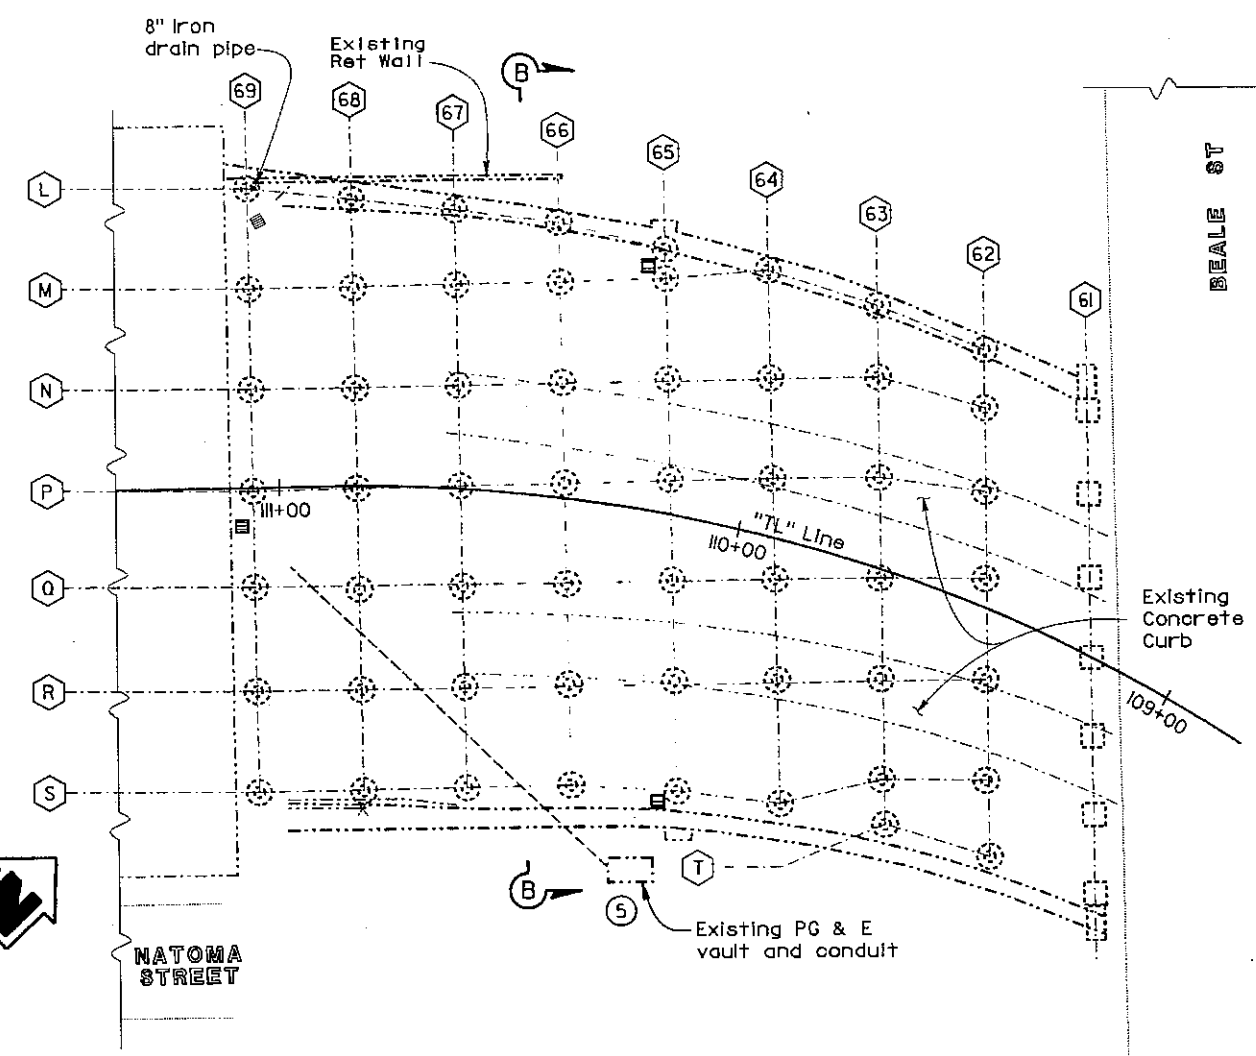 8" Iron
drain pipe
Existing
Ret Wall
B
69
68
67
66
65
64
63
62
61
BEALE ST
L
M
N
P
111+00
"TL" Line
110+00
Q
Existing
Concrete
Curb
R
109+00
S
X
T
B
5
Existing PG & E
vault and conduit
NATOMA
STREET